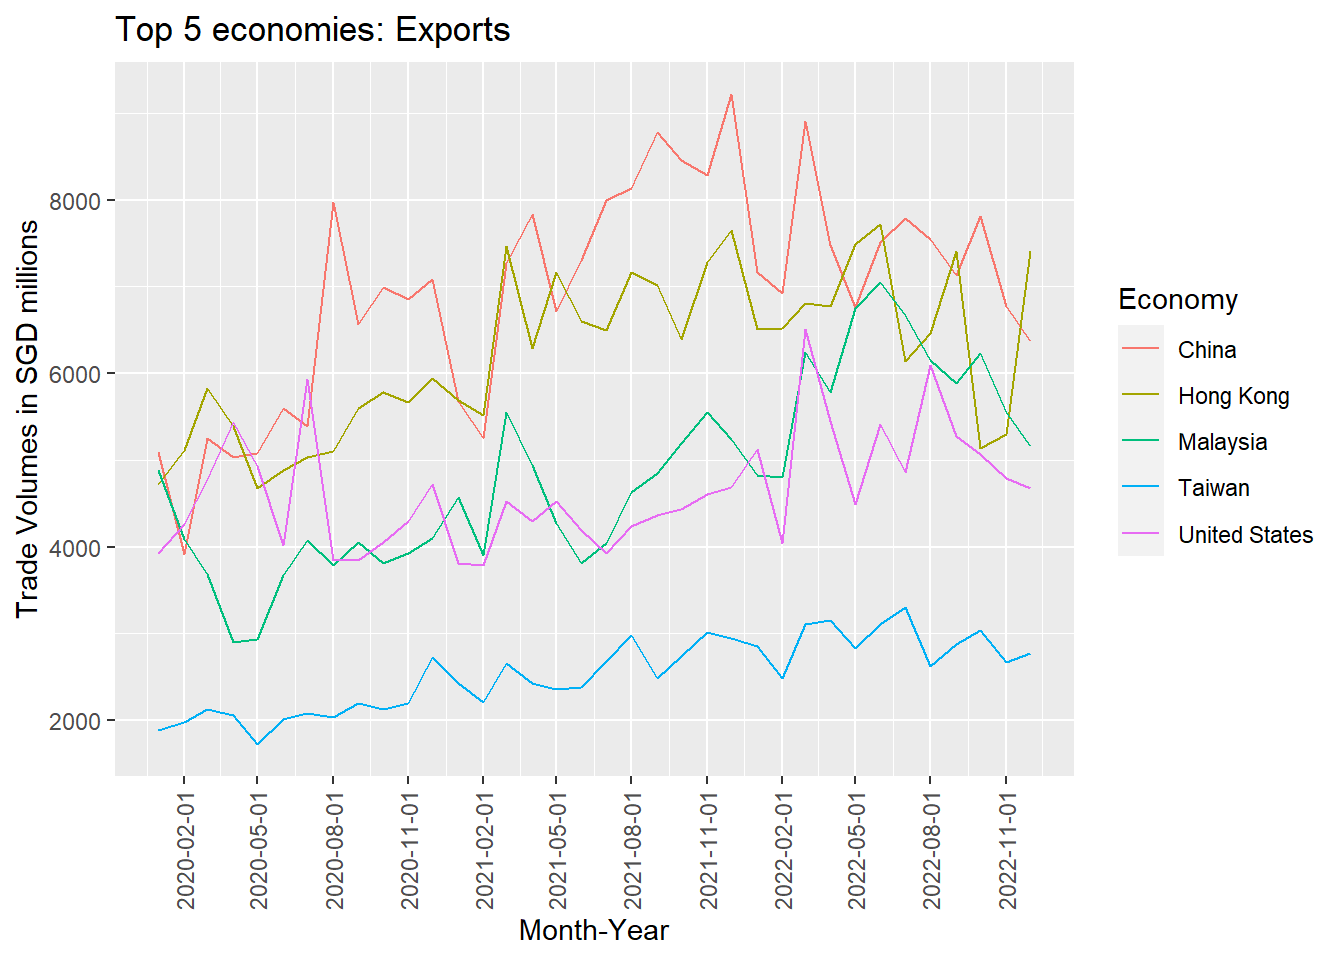 Top 5 economies: Exports
Trade Volumes in SGD millions
8000
6000
4000
2000
2020-02-01
2020-05-01
2020-08-01
2020-11-01
2021-02-01
2021-05-01
2021-08-01
2021-11-01
2022-02-01
2022-05-01
2022-08-01
2022-11-01
Month-Year
Economy
China
Hong Kong
Malaysia
Taiwan
United States